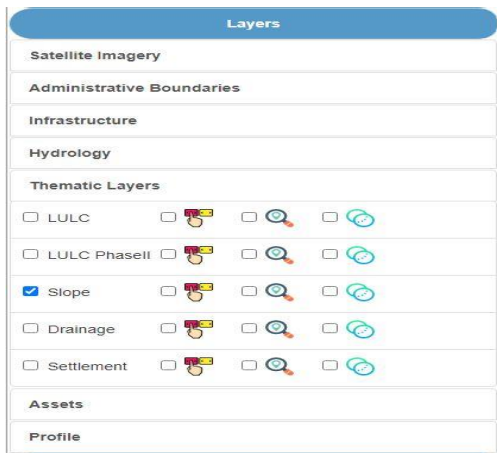 Layers
Satellite Imagery
Administrative Boundaries
Infrastructure
Hydrology
Thematic Layers
LULC
LULC PhaseII
Slope
Drainage
Settlement
Assets
Profile